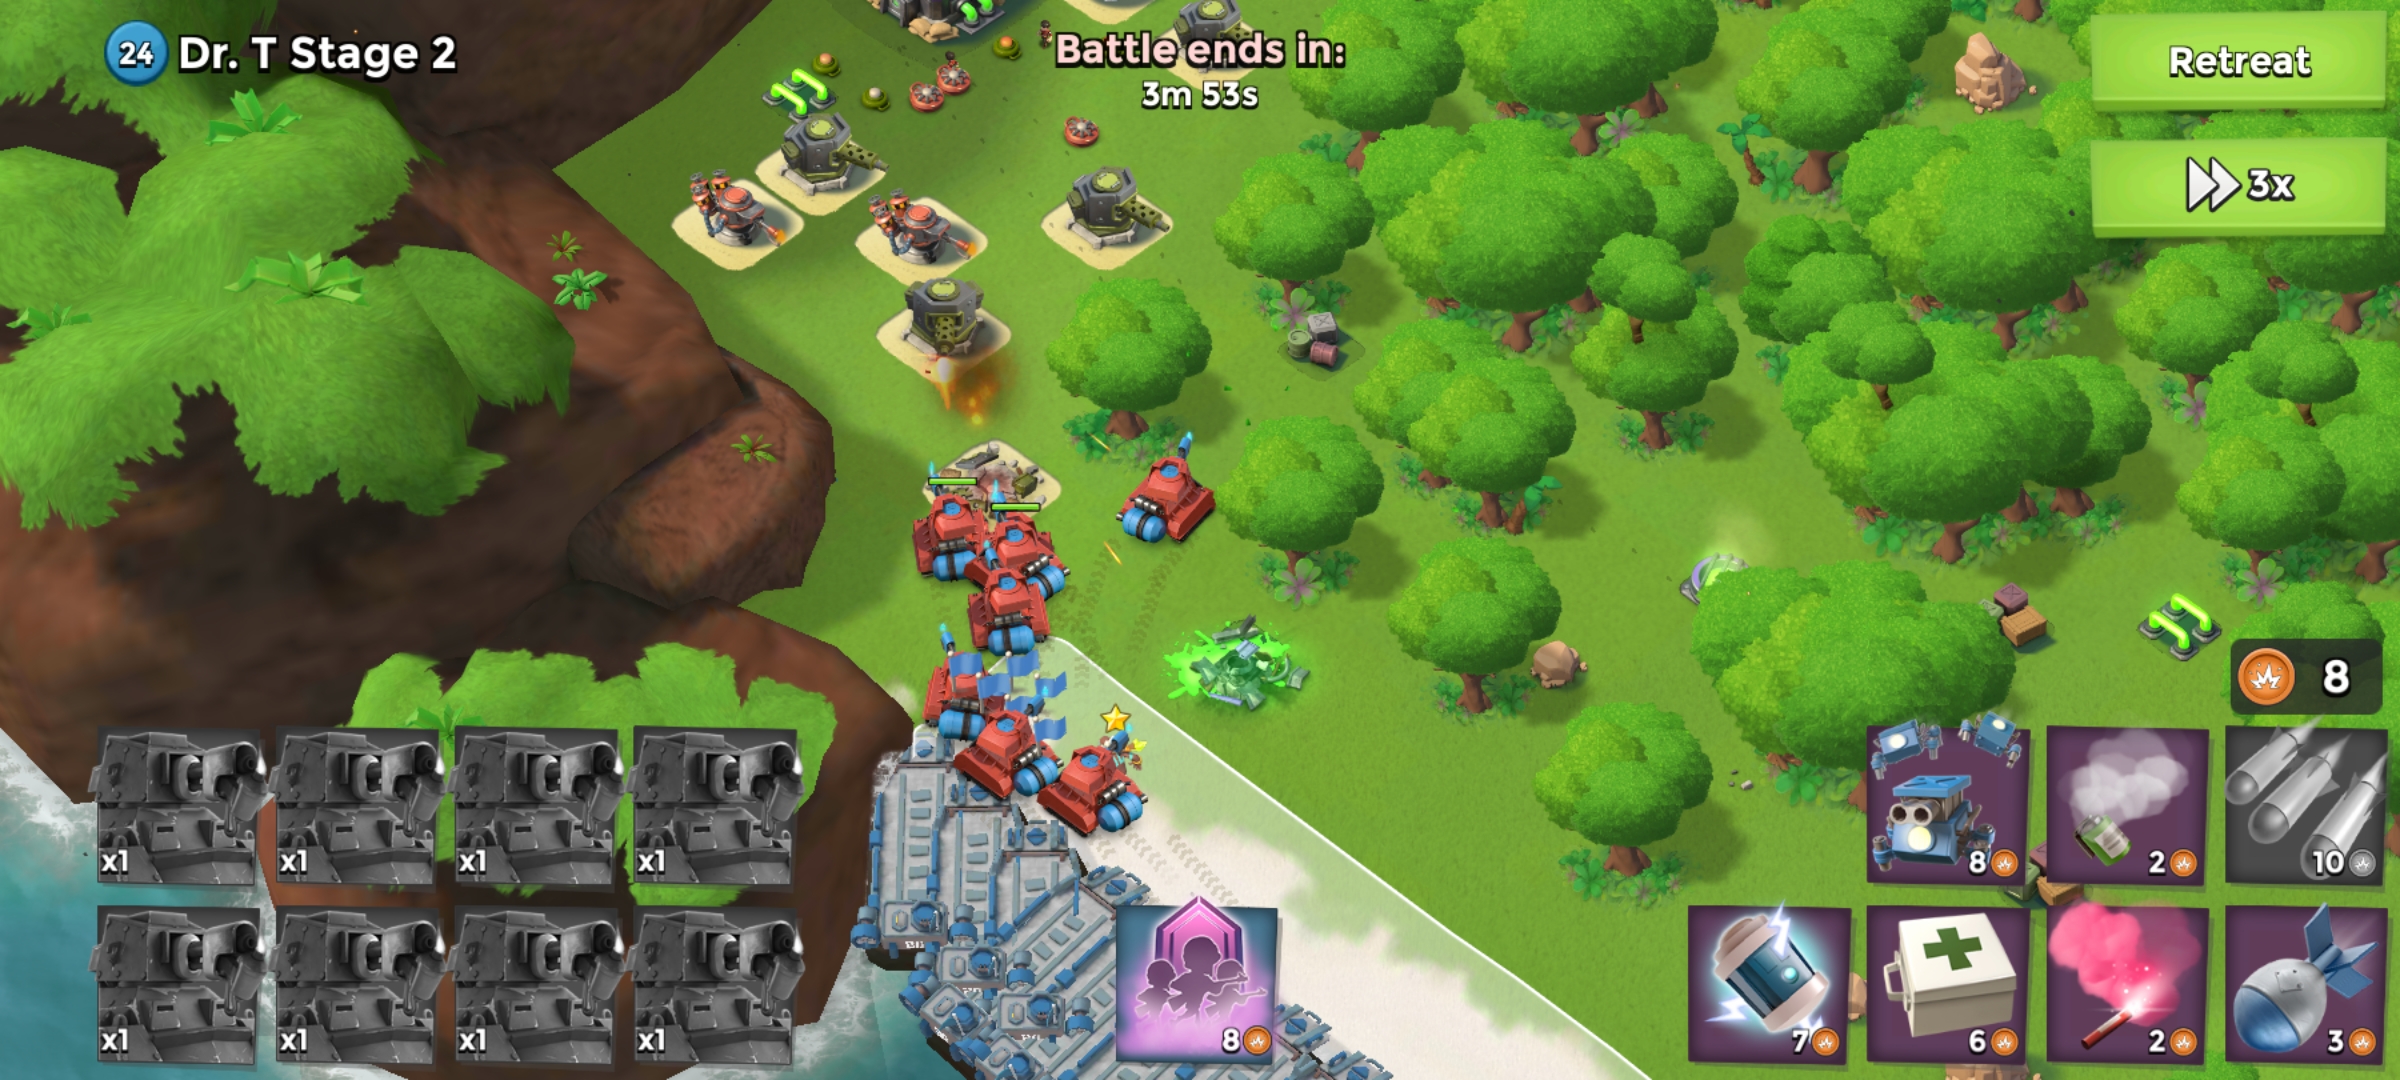 24 Dr. T Stage 2
Battle ends in:
3m 53s
Retreat
3x
8
x1 x1 x1 x1
8 2 10
x1 x1 x1 x1
8 7 6 2 3